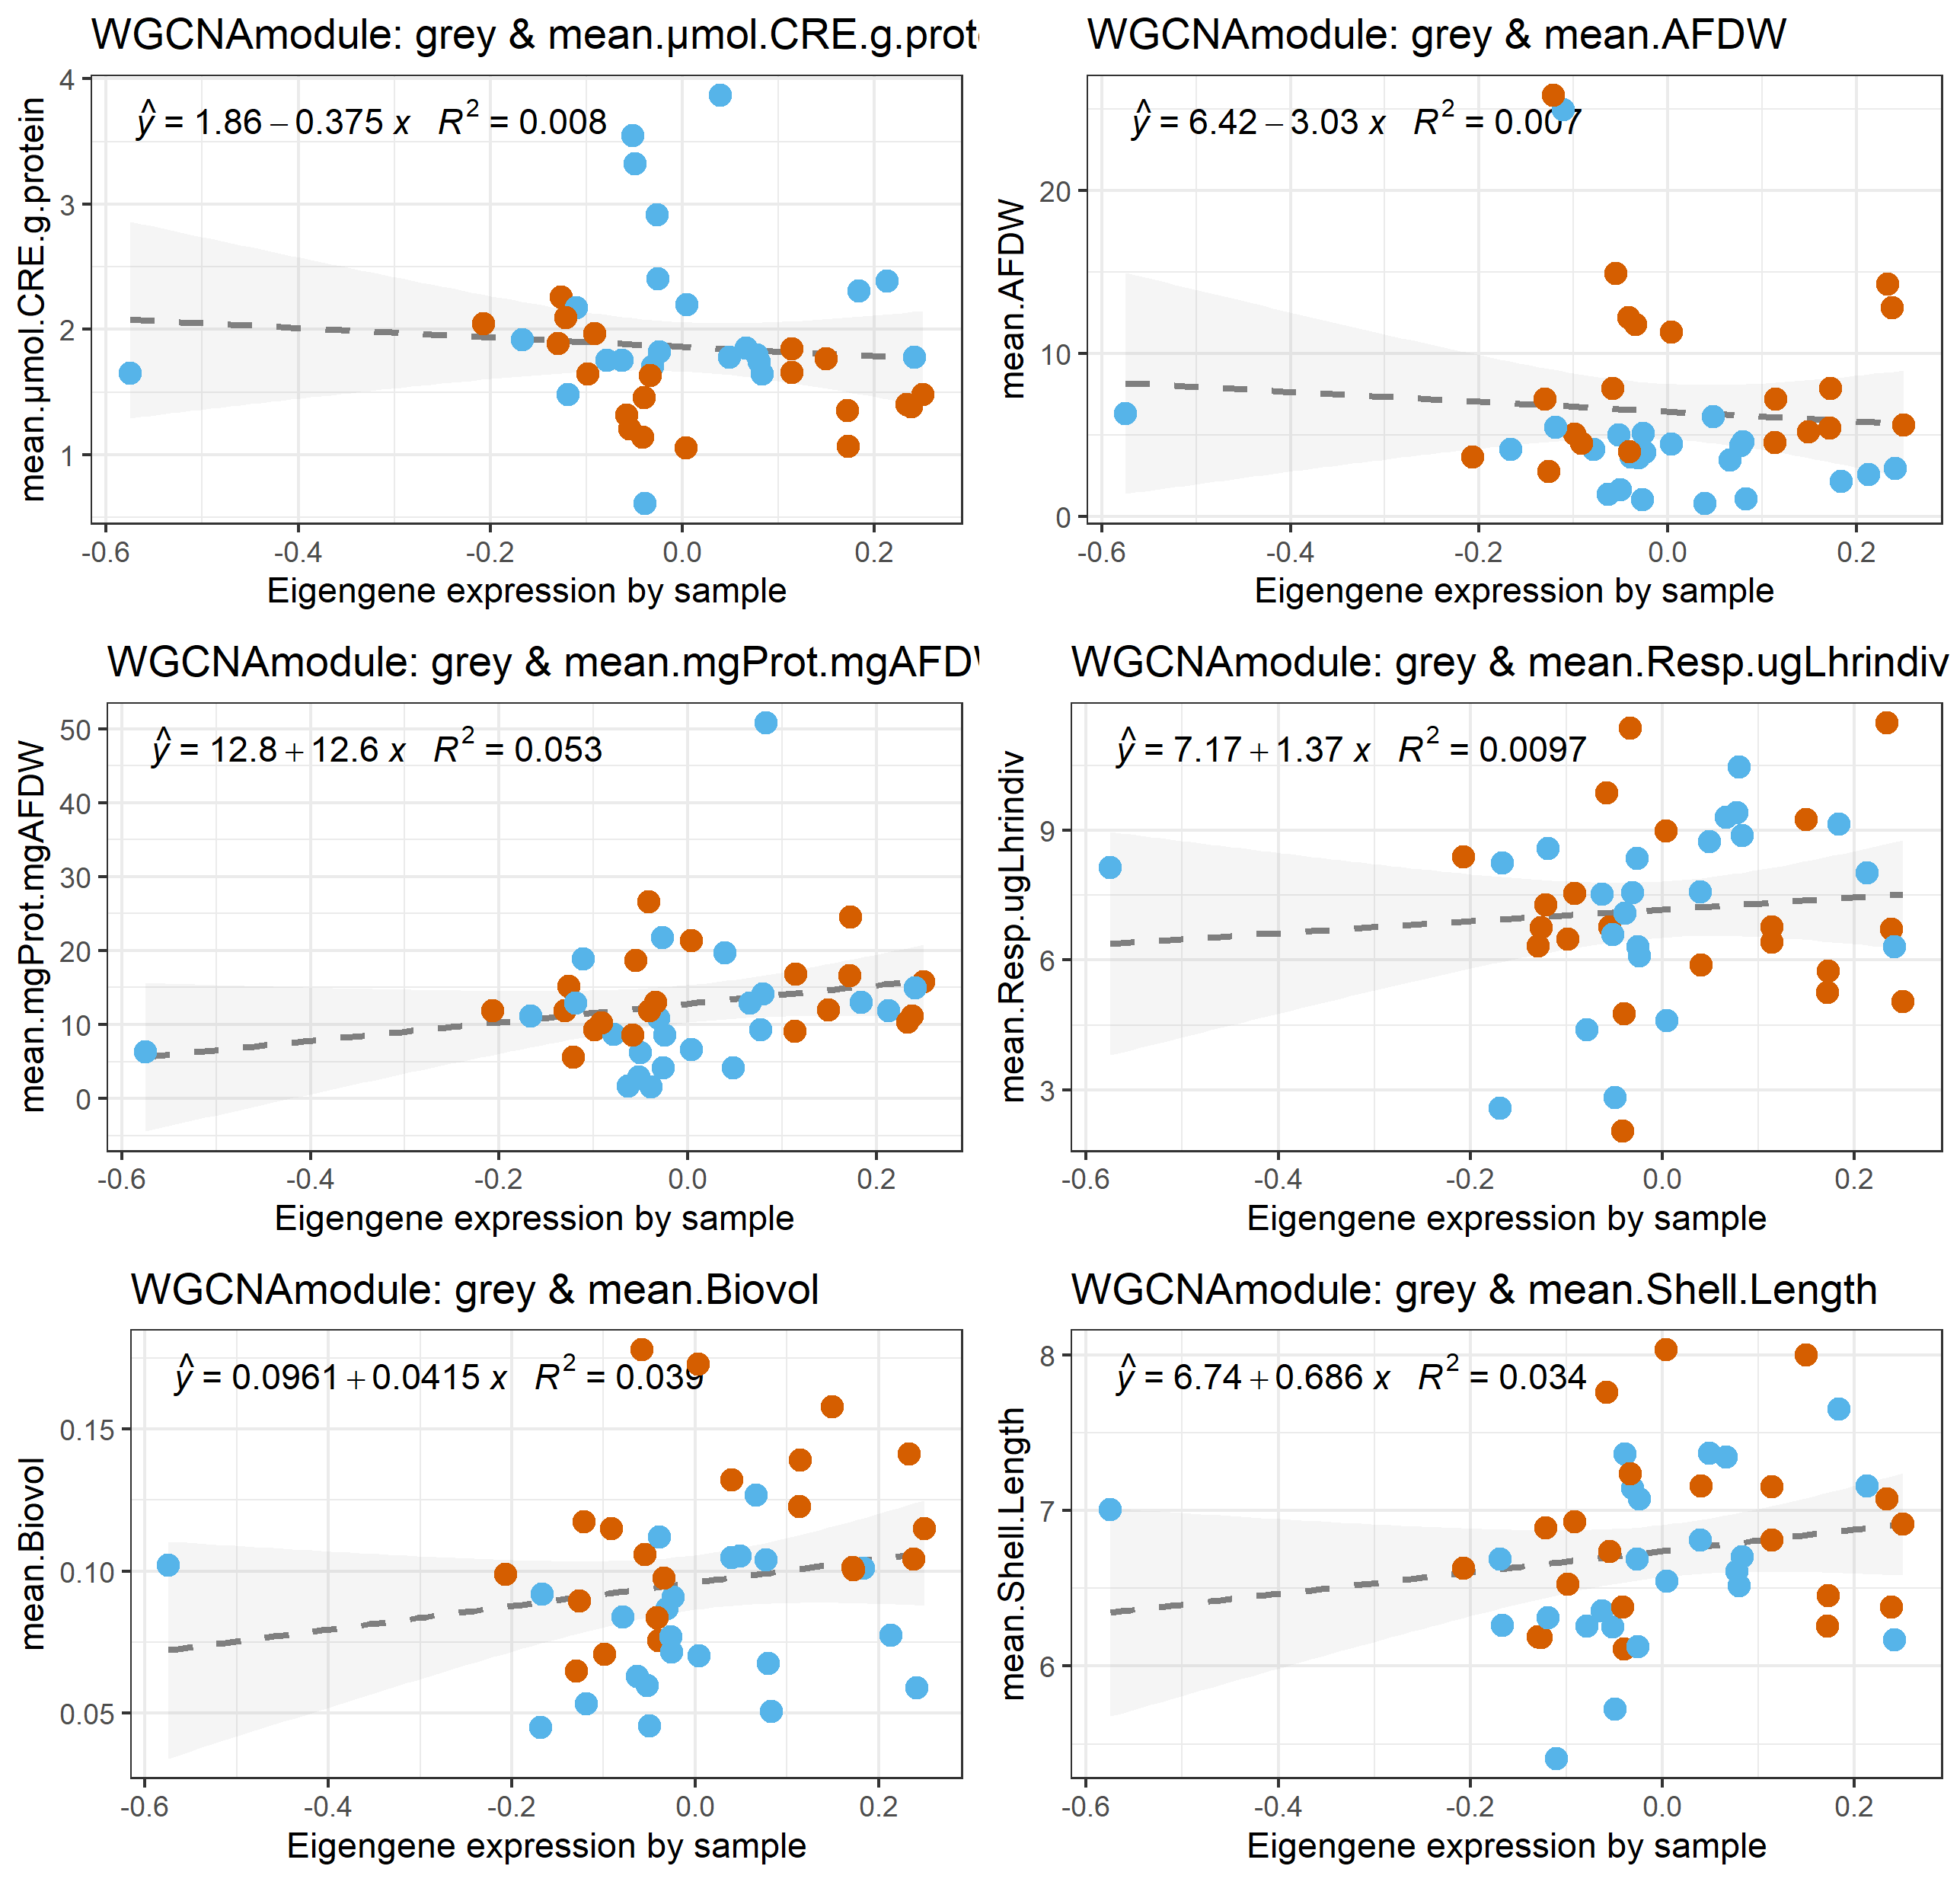 WGCNAmodule: grey & mean.µmol.CRE.g.prot
ŷ = 1.86 − 0.375 x R² = 0.008
mean.µmol.CRE.g.protein
4
3
2
1
-0.6 -0.4 -0.2 0.0 0.2
Eigengene expression by sample
WGCNAmodule: grey & mean.AFDW
ŷ = 6.42 − 3.03 x R² = 0.007
mean.AFDW
20
10
0
-0.6 -0.4 -0.2 0.0 0.2
Eigengene expression by sample
WGCNAmodule: grey & mean.mgProt.mgAFD
ŷ = 12.8 + 12.6 x R² = 0.053
mean.mgProt.mgAFDW
50
40
30
20
10
0
-0.6 -0.4 -0.2 0.0 0.2
Eigengene expression by sample
WGCNAmodule: grey & mean.Resp.ugLhrindiv
ŷ = 7.17 + 1.37 x R² = 0.0097
mean.Resp.ugLhrindiv
9
6
3
-0.6 -0.4 -0.2 0.0 0.2
Eigengene expression by sample
WGCNAmodule: grey & mean.Biovol
ŷ = 0.0961 + 0.0415 x R² = 0.039
mean.Biovol
0.15
0.10
0.05
-0.6 -0.4 -0.2 0.0 0.2
Eigengene expression by sample
WGCNAmodule: grey & mean.Shell.Length
ŷ = 6.74 + 0.686 x R² = 0.034
mean.Shell.Length
8
7
6
-0.6 -0.4 -0.2 0.0 0.2
Eigengene expression by sample